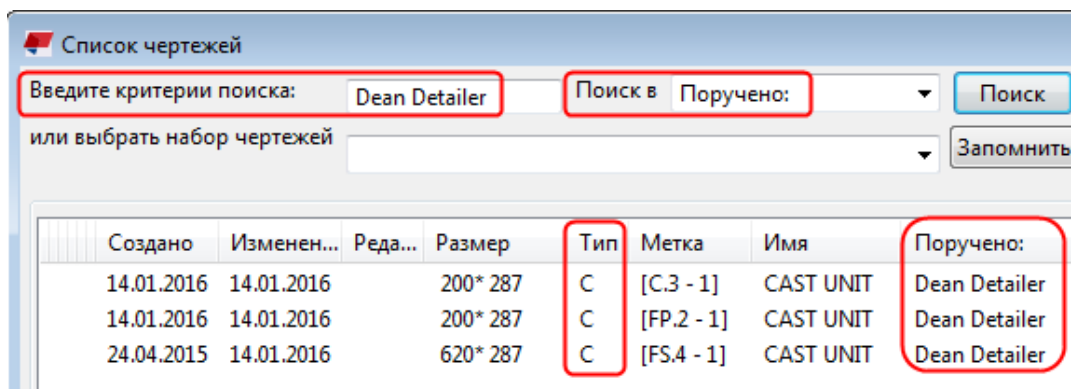 Список чертежей
Введите критерии поиска: Dean Detailer Поиск в Поручено: Поиск
или выбрать набор чертежей Запомнить
Создано Изменен... Реда... Размер Тип Метка Имя Поручено:
14.01.2016 14.01.2016 200* 287 C [C.3 - 1] CAST UNIT Dean Detailer
14.01.2016 14.01.2016 200* 287 C [FP.2 - 1] CAST UNIT Dean Detailer
24.04.2015 14.01.2016 620* 287 C [FS.4 - 1] CAST UNIT Dean Detailer